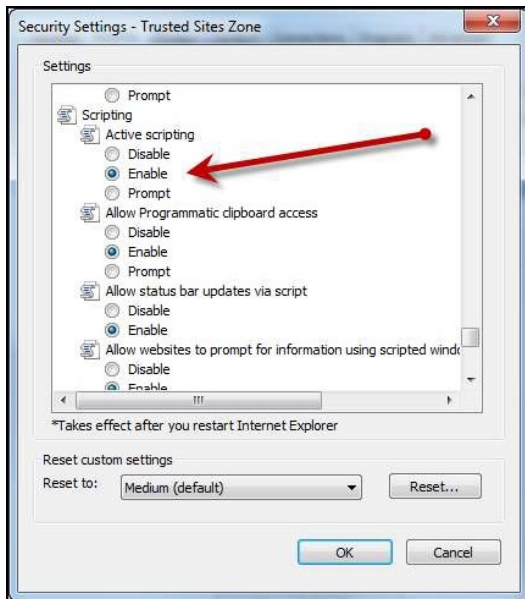 Security Settings - Trusted Sites Zone
Settings
Prompt
Scripting
Active scripting
Disable
Enable
Prompt
Allow Programmatic clipboard access
Disable
Enable
Prompt
Allow status bar updates via script
Disable
Enable
Allow websites to prompt for information using scripted
Disable
Enable
*Takes effect after you restart Internet Explorer
Reset custom settings
Reset to:
Medium (default)
Reset...
OK
Cancel